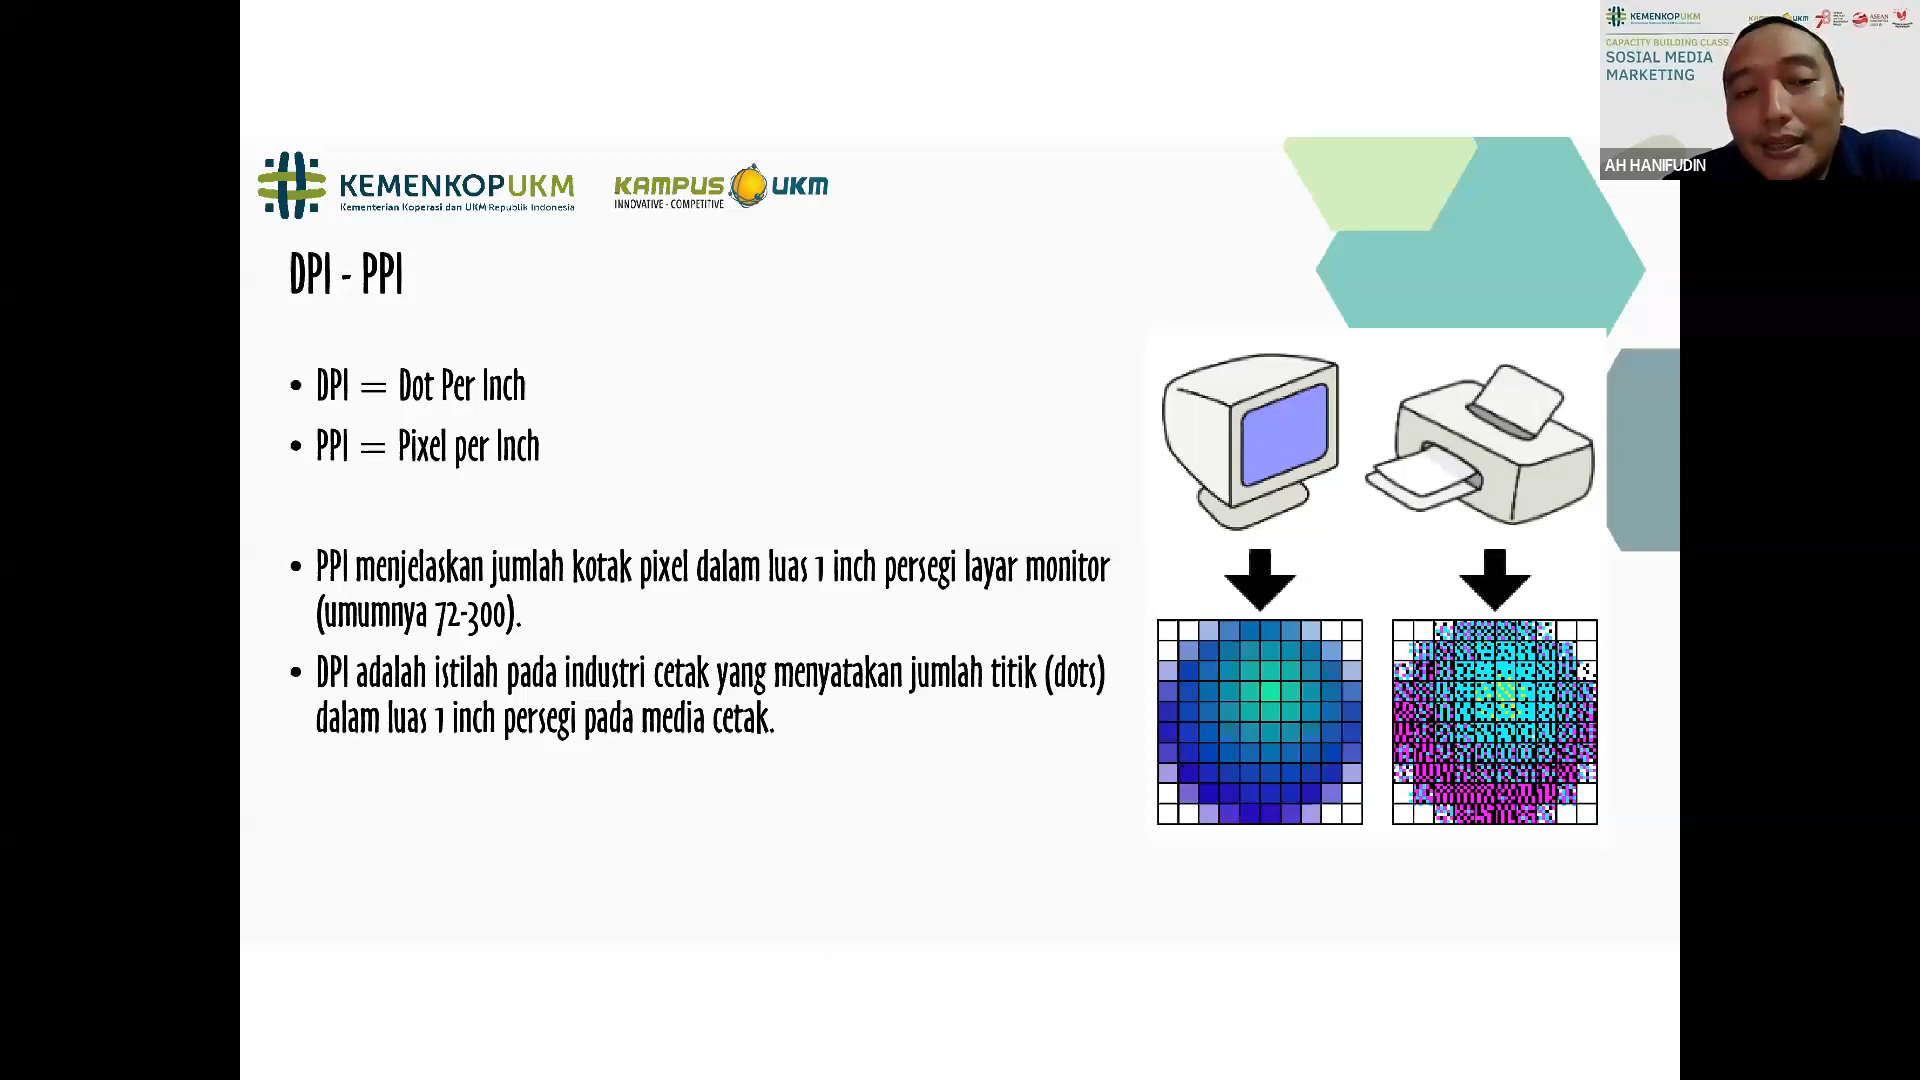 KEMENKOPUKM
Kementerian Koperasi dan UKM Republik Indonesia
KAMPUS UKM
INNOVATIVE - COMPETITIVE
DPI - PPI
• DPI = Dot Per Inch
• PPI = Pixel per Inch
• PPI menjelaskan jumlah kotak pixel dalam luas 1 inch persegi layar monitor
(umumnya 72-300).
• DPI adalah istilah pada industri cetak yang menyatakan jumlah titik (dots)
dalam luas 1 inch persegi pada media cetak.
KEMENKOPUKM
CAPACITY BUILDING CLASS
SOSIAL MEDIA
MARKETING
AH HANIFUDIN